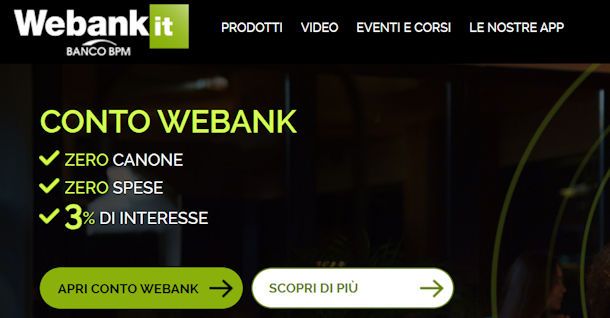 Webank it
BANCO BPM
PRODOTTI VIDEO EVENTI E CORSI LE NOSTRE APP
CONTO WEBANK
ZERO CANONE
ZERO SPESE
3% DI INTERESSE
APRI CONTO WEBANK SCOPRI DI PIÙ